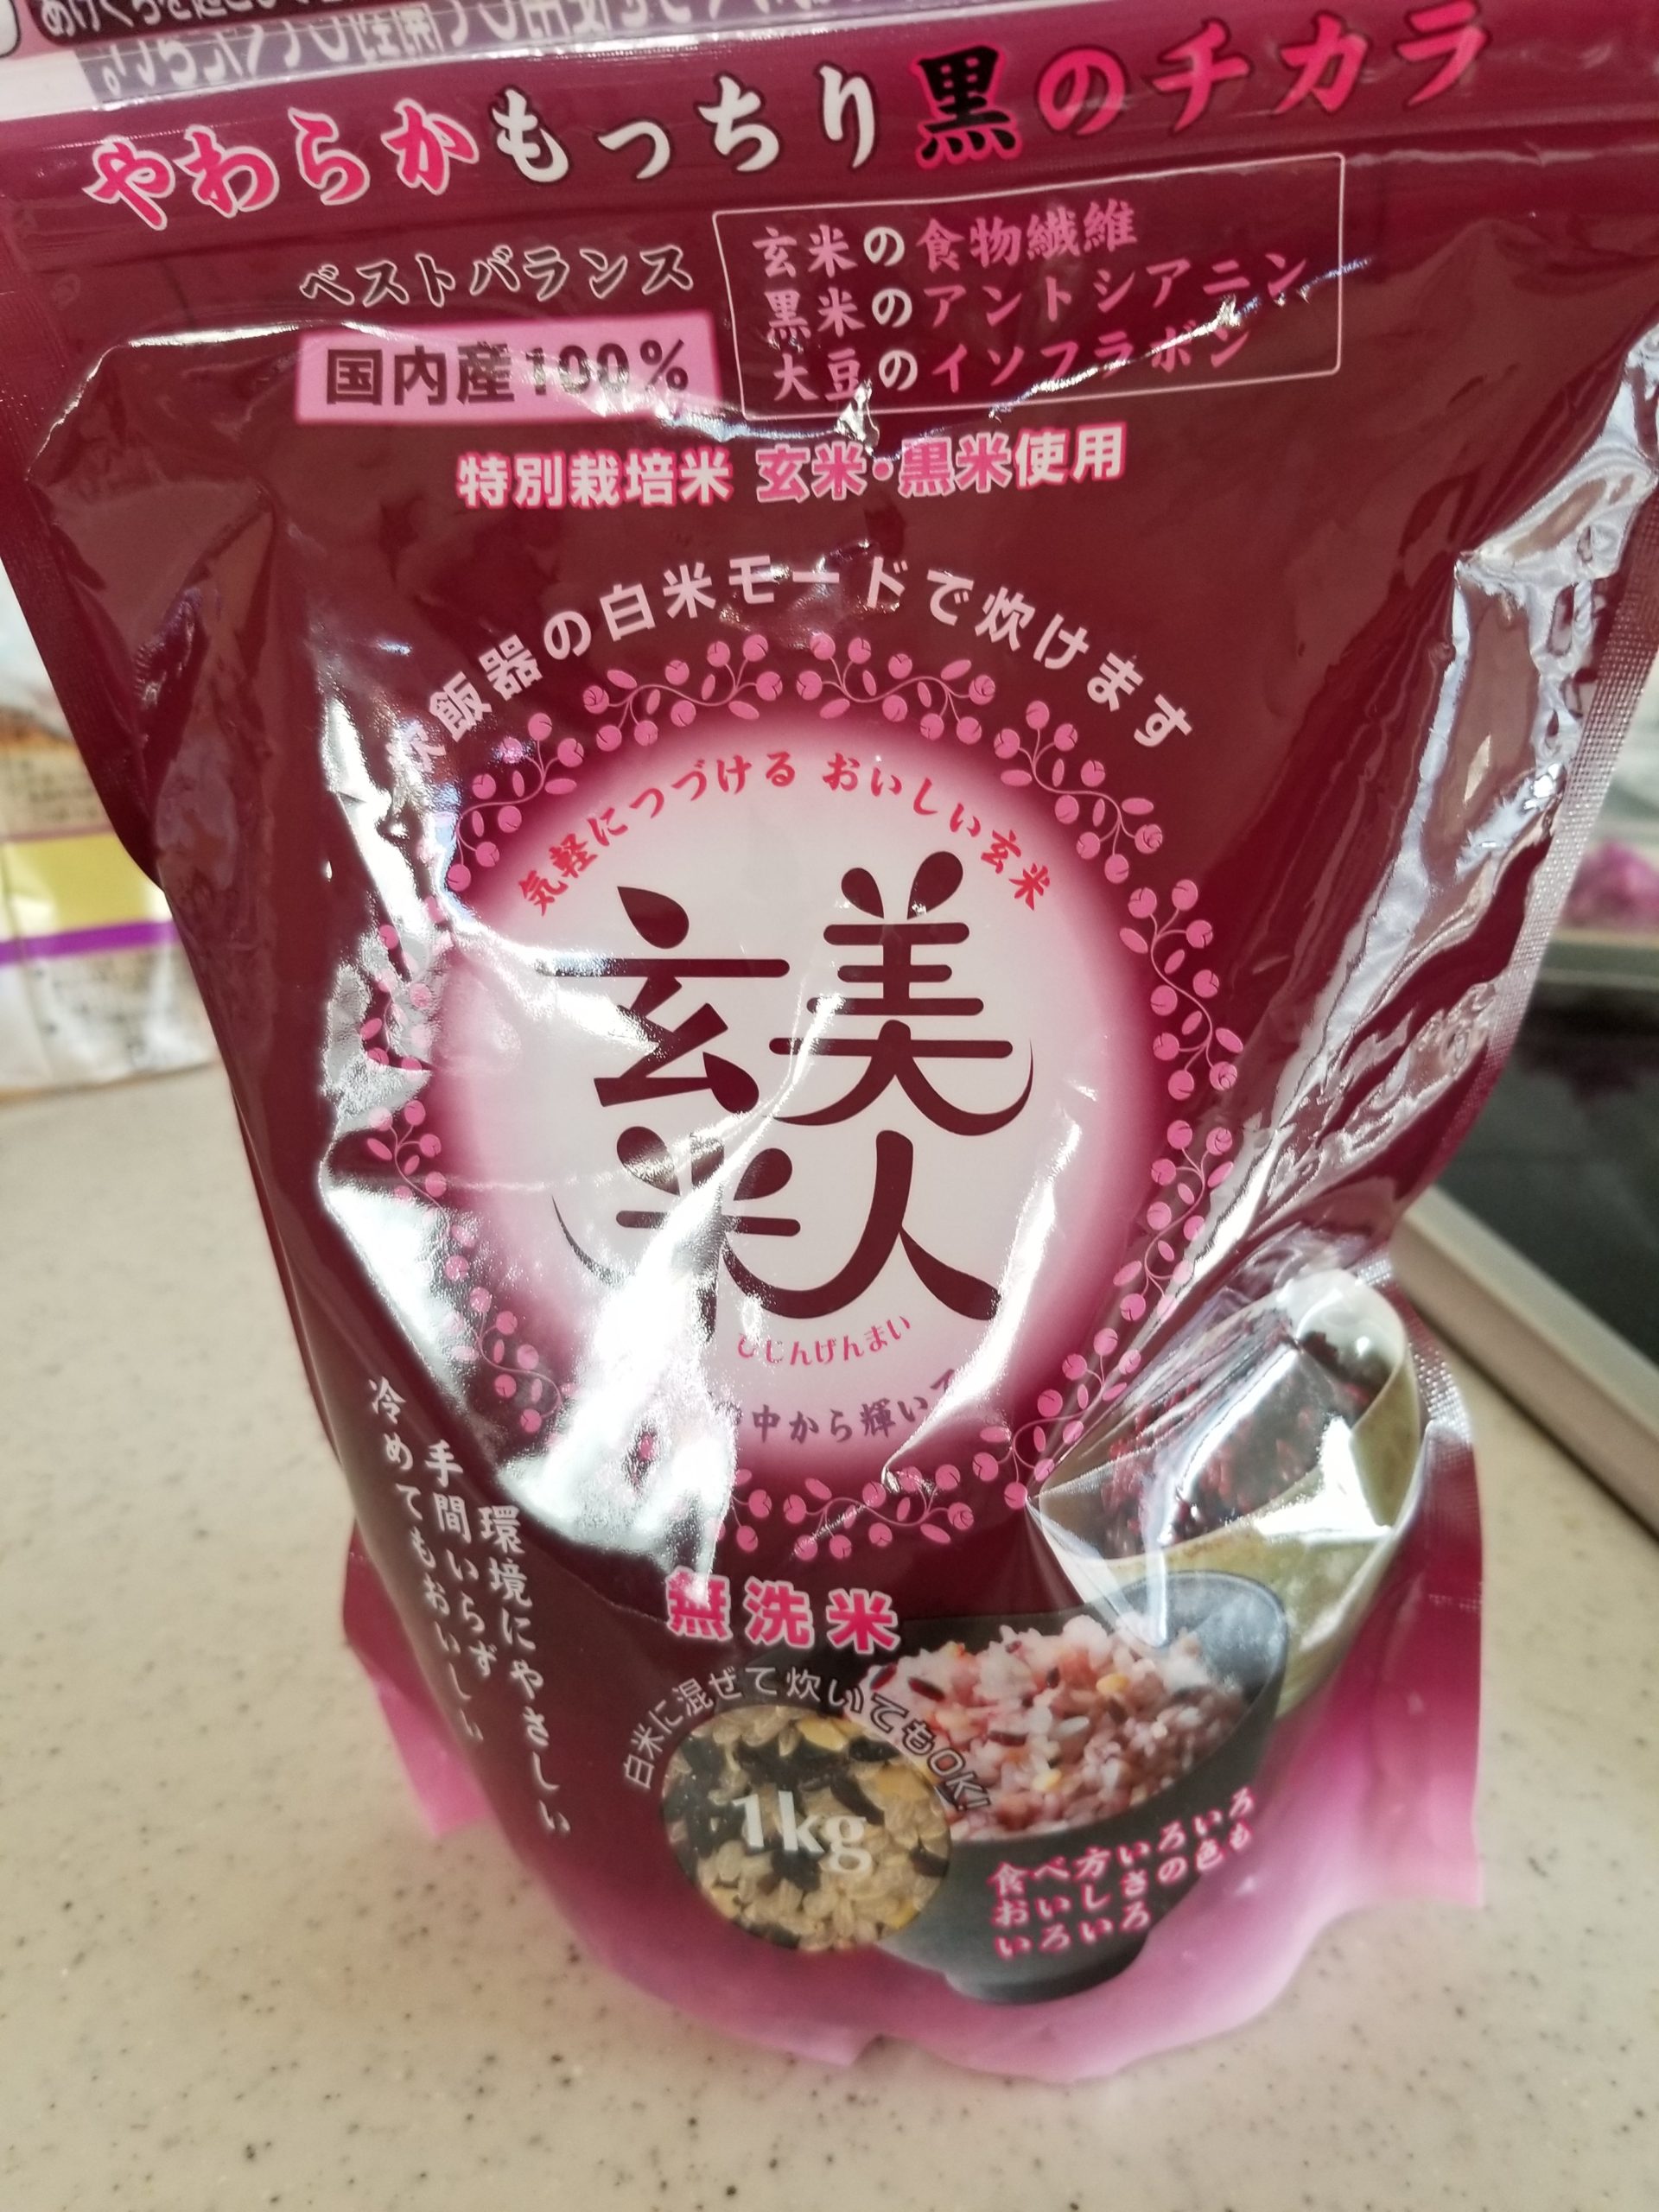 やわらかもっちり黒のチカラ
ベストバランス
国内産100%
玄米の食物繊維
黒米のアントシアニン
大豆のイソフラボン
特別栽培米 玄米・黒米使用
炊飯器の白米モードで炊けます
気軽につづける おいしい玄米
美人
玄米
びじんげんまい
中から輝いて
環境にやさしい
手間いらず
冷めてもおいしい
無洗米
白米に混ぜて炊いてもOK!
1kg
食べ方いろいろ
おいしさの色も
いろいろ